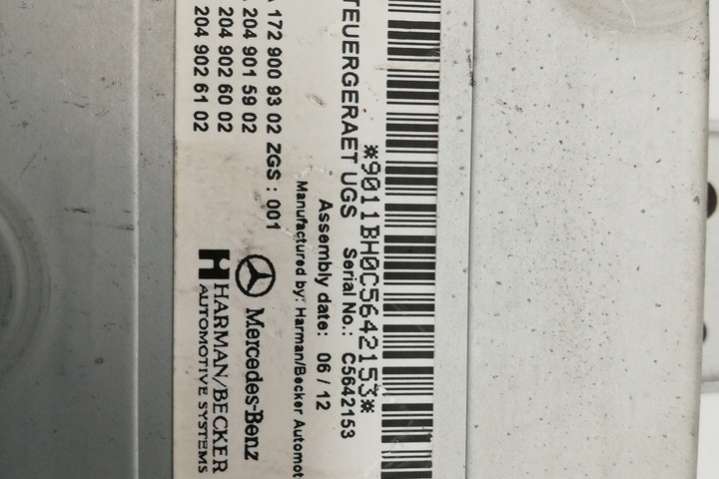 *9011BH0C5642153*
TEUERGERAET UGS Serial No.: C5642153
Assembly date: 06/12
Manufactured by: Harman/Becker Automot
172 900 93 02 ZGS : 001
204 901 59 02
204 902 60 02
204 902 61 02
Mercedes-Benz
HARMAN/BECKER
AUTOMOTIVE SYSTEMS